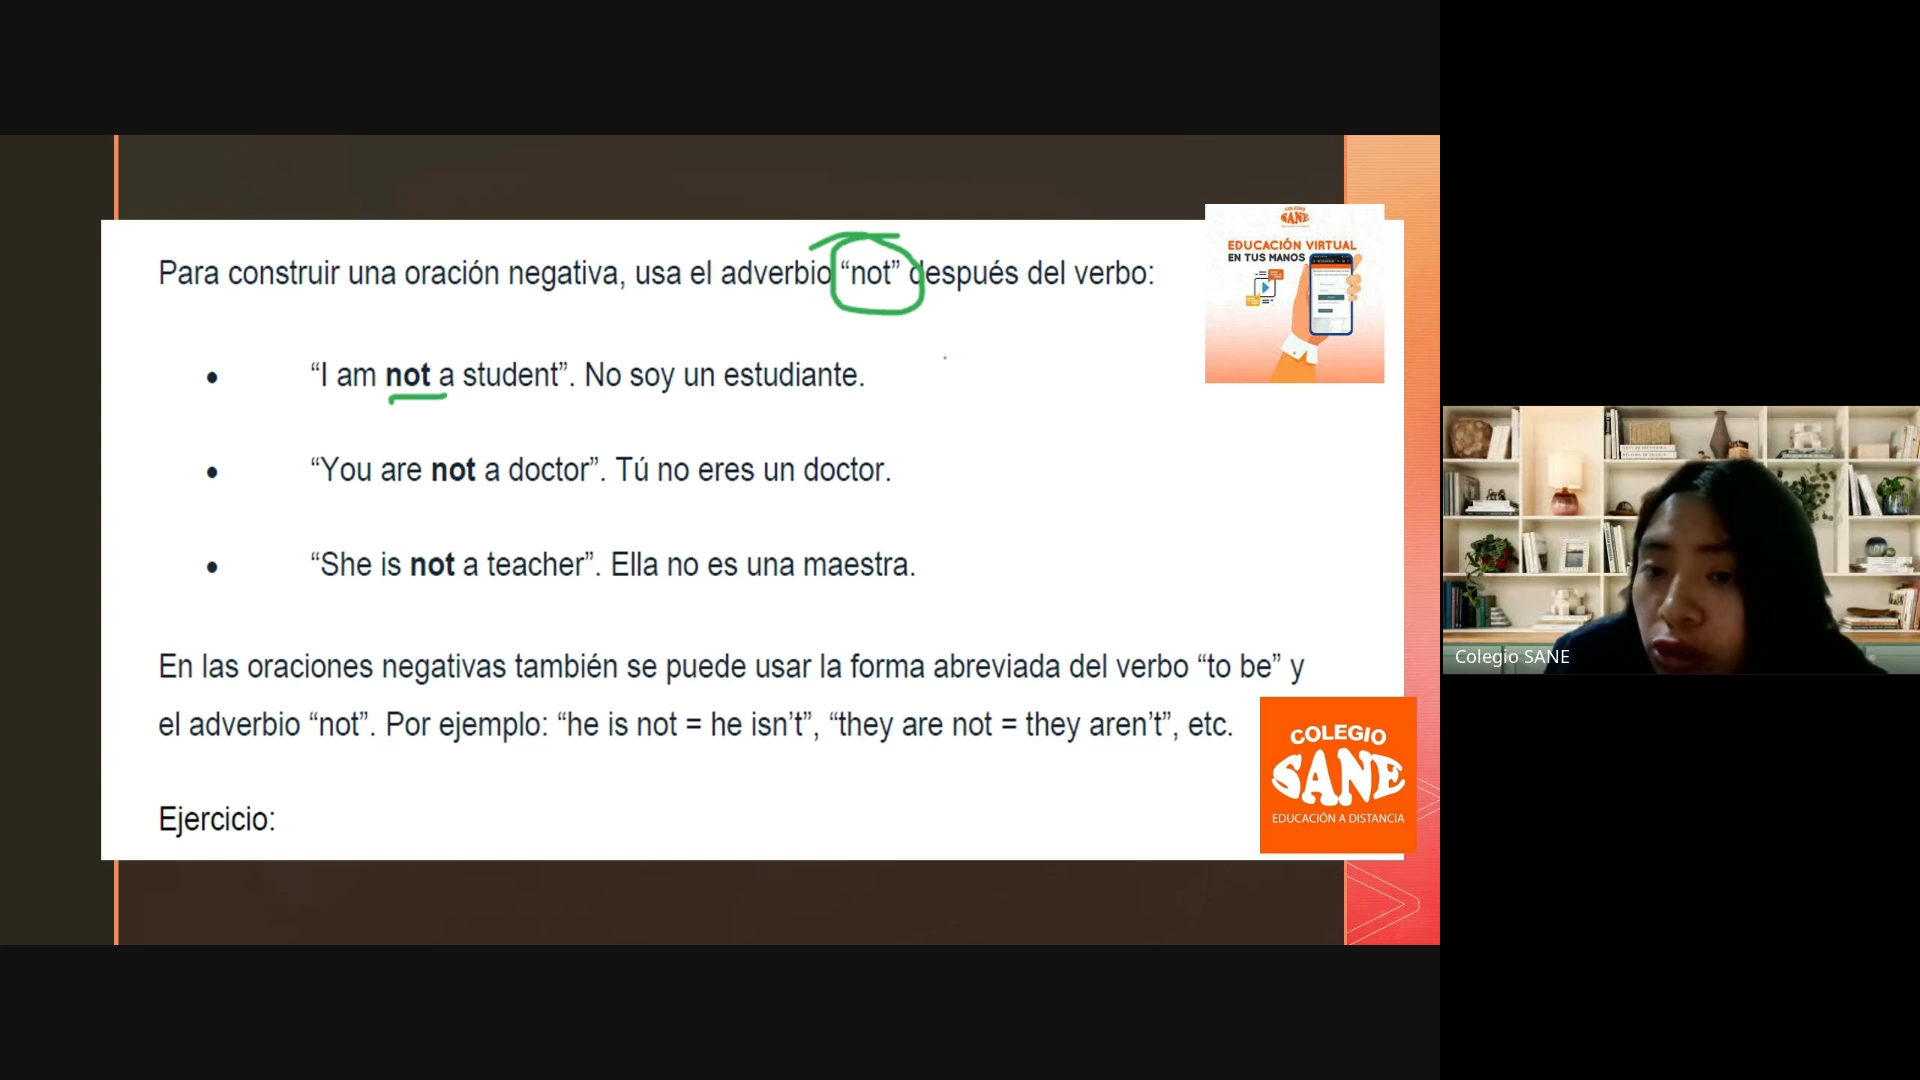 COLEGIO
SANE
EDUCACIÓN VIRTUAL
EN TUS MANOS
Para construir una oración negativa, usa el adverbio “not” después del verbo:
• “I am not a student”. No soy un estudiante.
• “You are not a doctor”. Tú no eres un doctor.
• “She is not a teacher”. Ella no es una maestra.
En las oraciones negativas también se puede usar la forma abreviada del verbo “to be” y
el adverbio “not”. Por ejemplo: “he is not = he isn’t”, “they are not = they aren’t”, etc.
Ejercicio:
COLEGIO
SANE
EDUCACIÓN A DISTANCIA
Colegio SANE